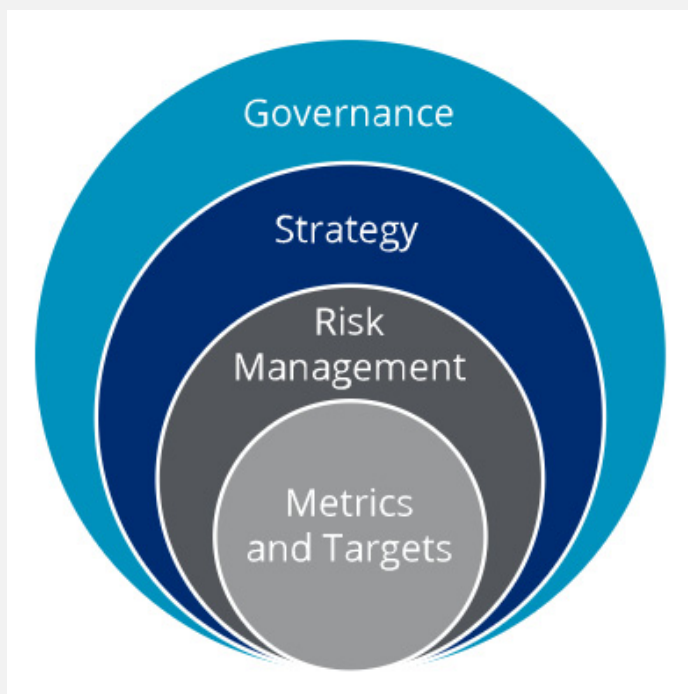 Governance
Strategy
Risk
Management
Metrics
and Targets